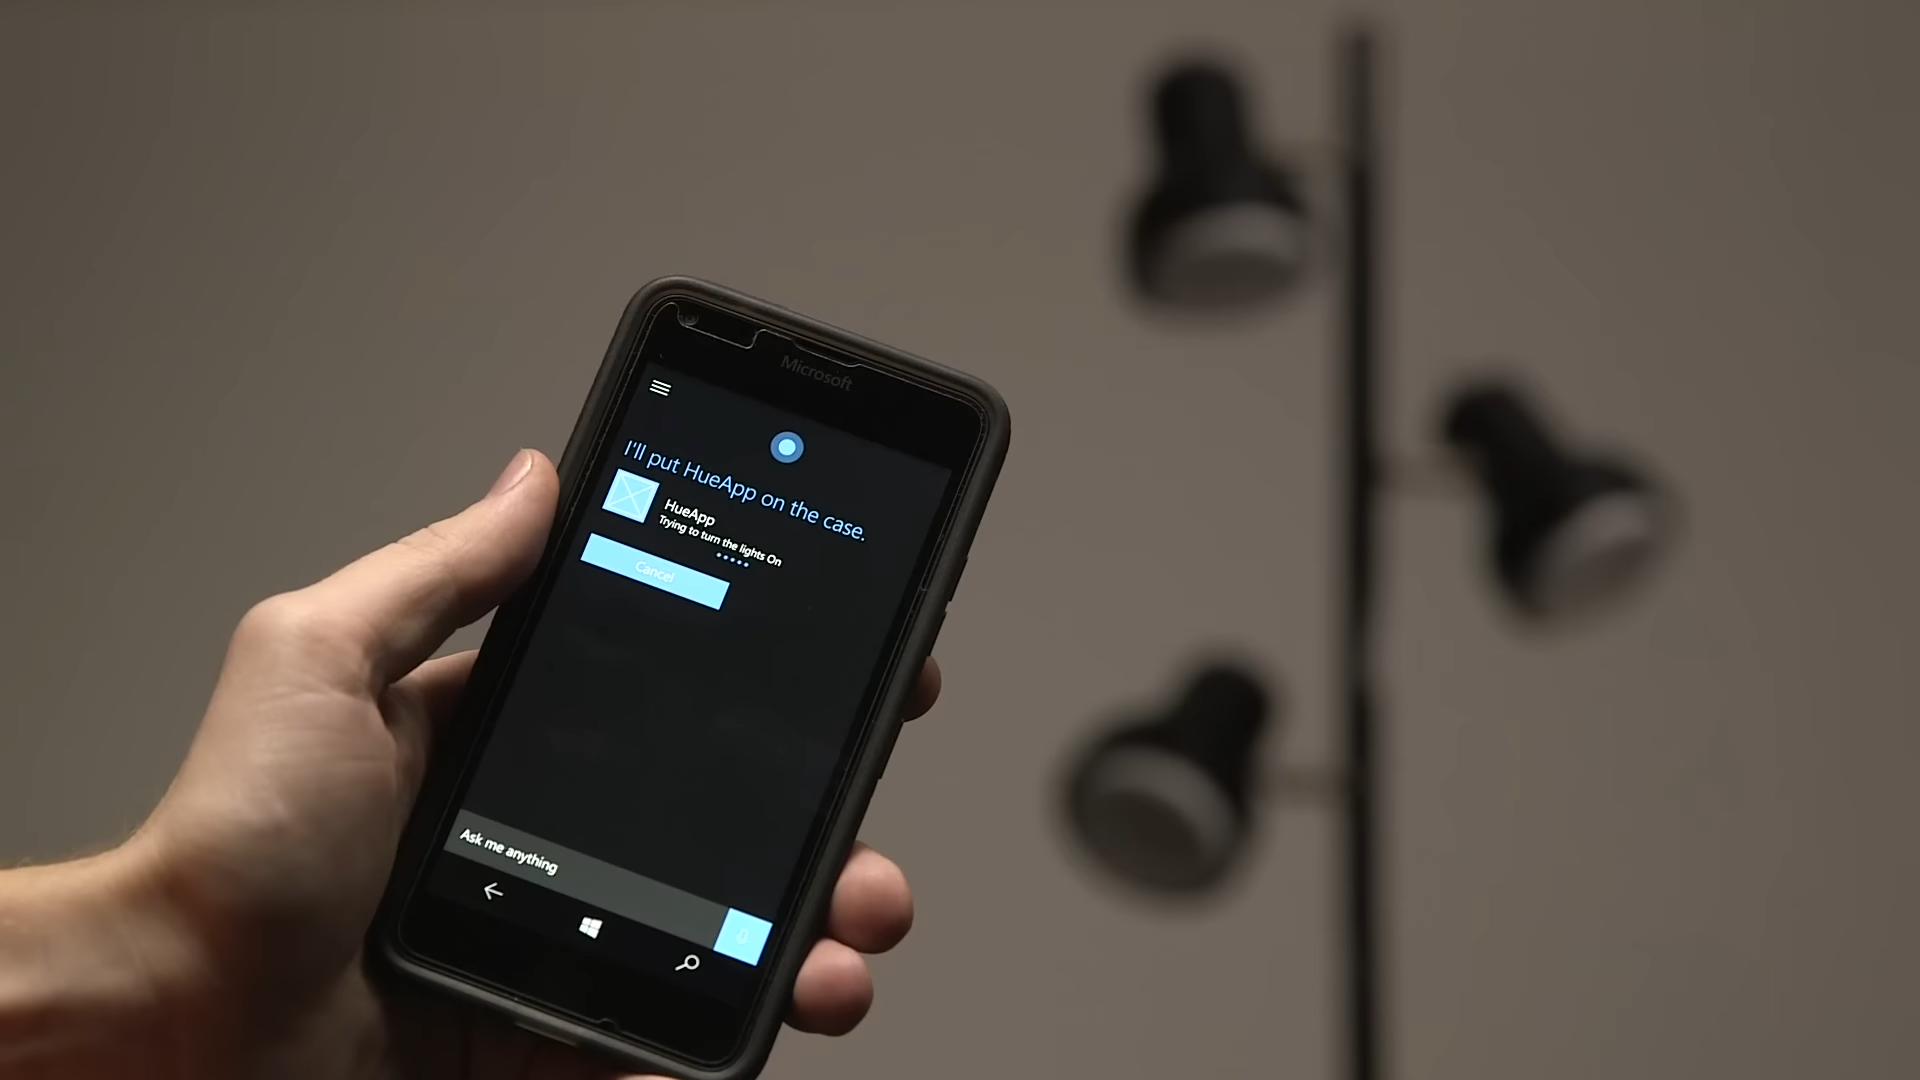 Microsoft
I'll put HueApp on the case.
HueApp
Trying to turn the lights On
Cancel
Ask me anything